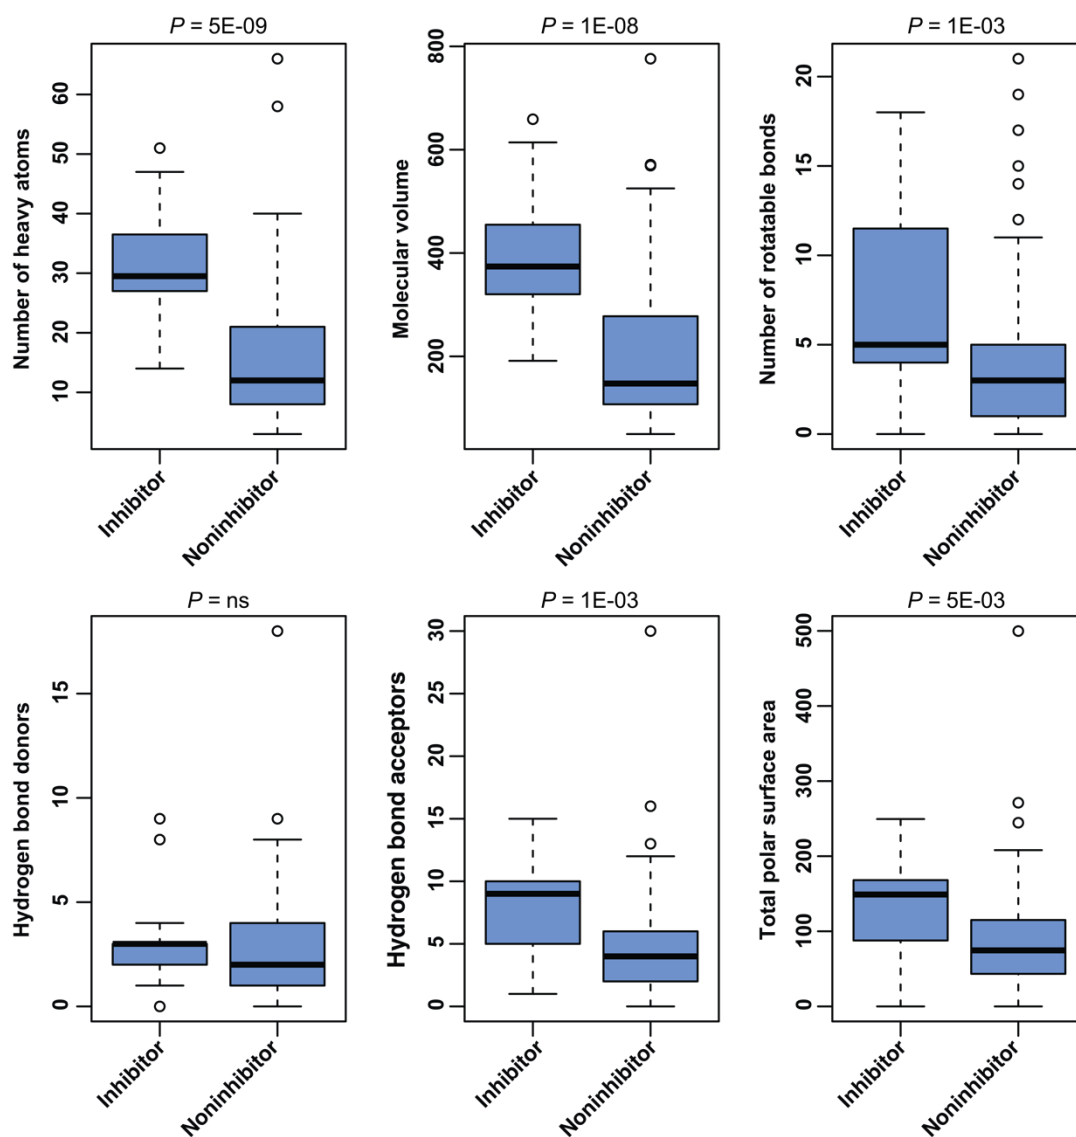 P = 5E-09
Number of heavy atoms
60
50
40
30
20
10
Inhibitor
Noninhibitor
P = 1E-08
Molecular volume
800
600
400
200
Inhibitor
Noninhibitor
P = 1E-03
Number of rotatable bonds
20
15
10
5
0
Inhibitor
Noninhibitor
P = ns
Hydrogen bond donors
15
10
5
0
Inhibitor
Noninhibitor
P = 1E-03
Hydrogen bond acceptors
30
25
20
15
10
5
0
Inhibitor
Noninhibitor
P = 5E-03
Total polar surface area
500
400
300
200
100
0
Inhibitor
Noninhibitor